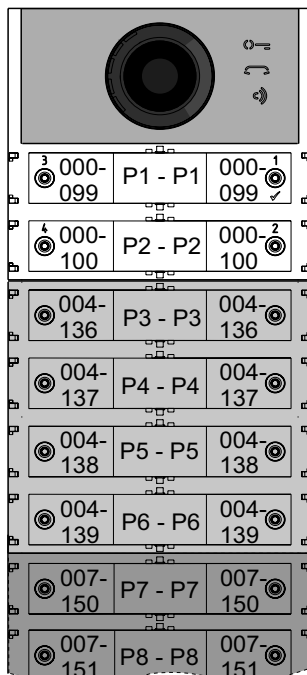 3 1
000- P1 - P1 000-
099 099 ✓
4 2
000- P2 - P2 000-
100 100
004- P3 - P3 004-
136 136
004- P4 - P4 004-
137 137
004- P5 - P5 004-
138 138
004- P6 - P6 004-
139 139
007- P7 - P7 007-
150 150
007- P8 - P8 007-
151 151